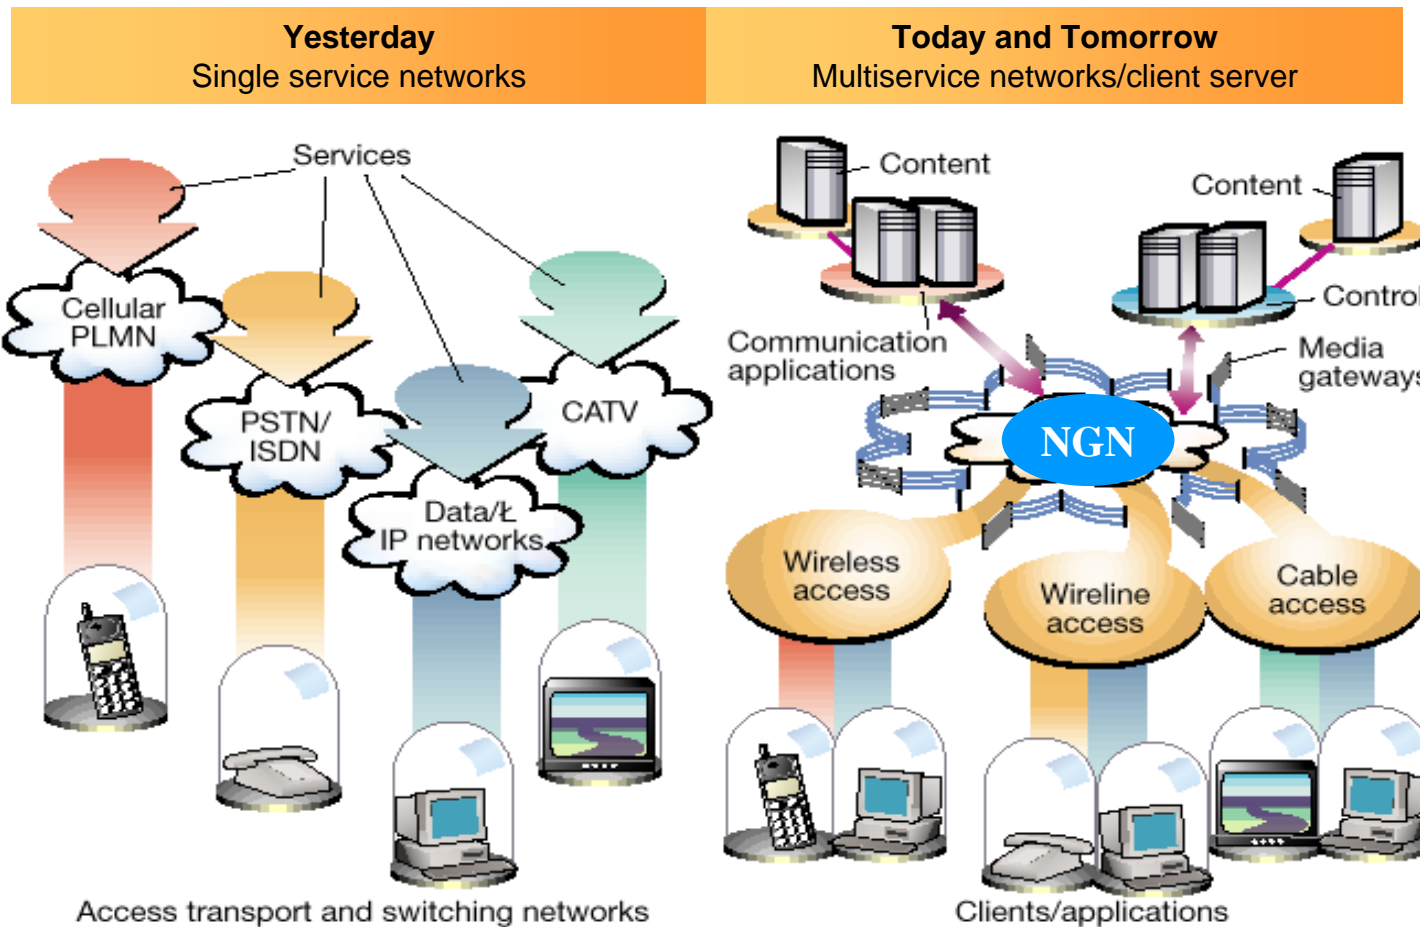 Yesterday
Single service networks
Today and Tomorrow
Multiservice networks/client server
Services
Cellular
PLMN
PSTN/
ISDN
Data/Ł
IP networks
CATV
Access transport and switching networks
Content
Content
Control
Communication
applications
Media
gateways
NGN
Wireless
access
Wireline
access
Cable
access
Clients/applications